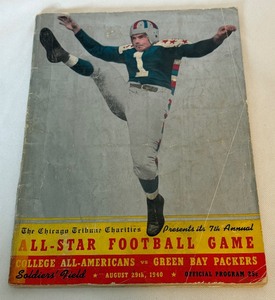 1
The Chicago Tribune Charities Presents its 7th Annual
ALL-STAR FOOTBALL GAME
COLLEGE ALL-AMERICANS vs GREEN BAY PACKERS
Soldiers' Field ★ AUGUST 29th, 1940 ★ OFFICIAL PROGRAM 25¢